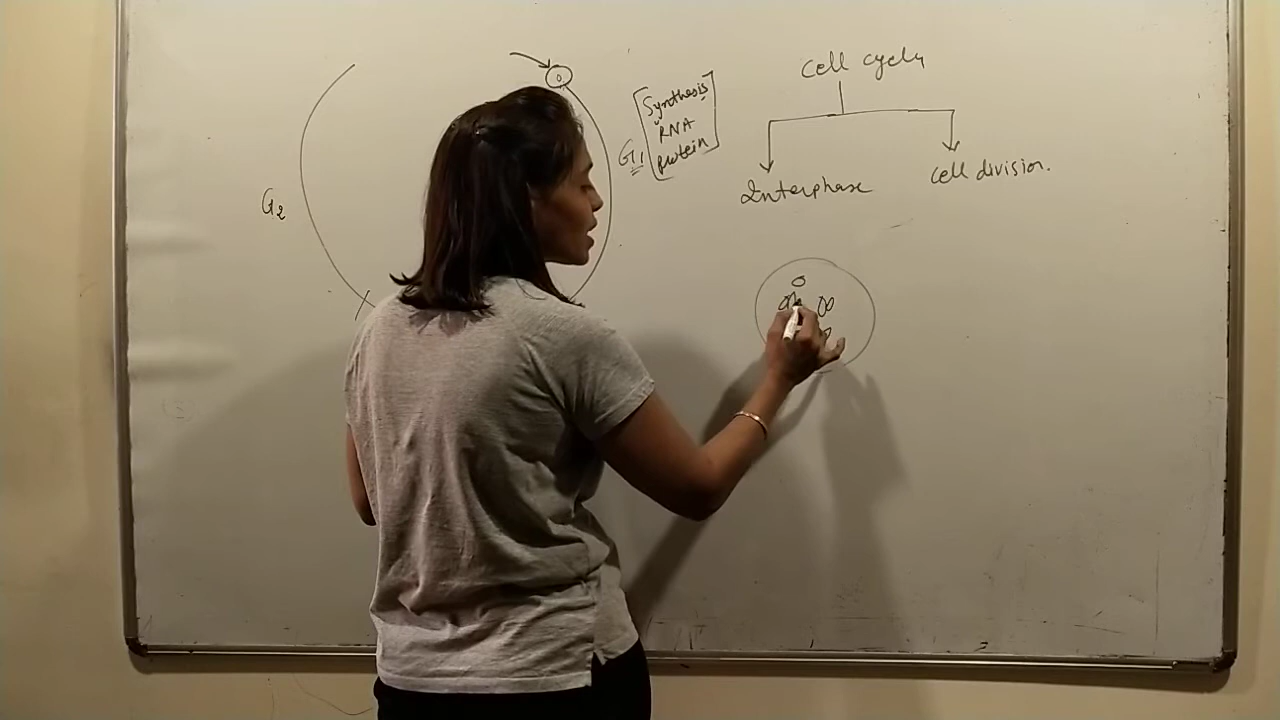 Cell cycle
Interphase
Cell division.
G1
[Synthesis
RNA
protein]
G2